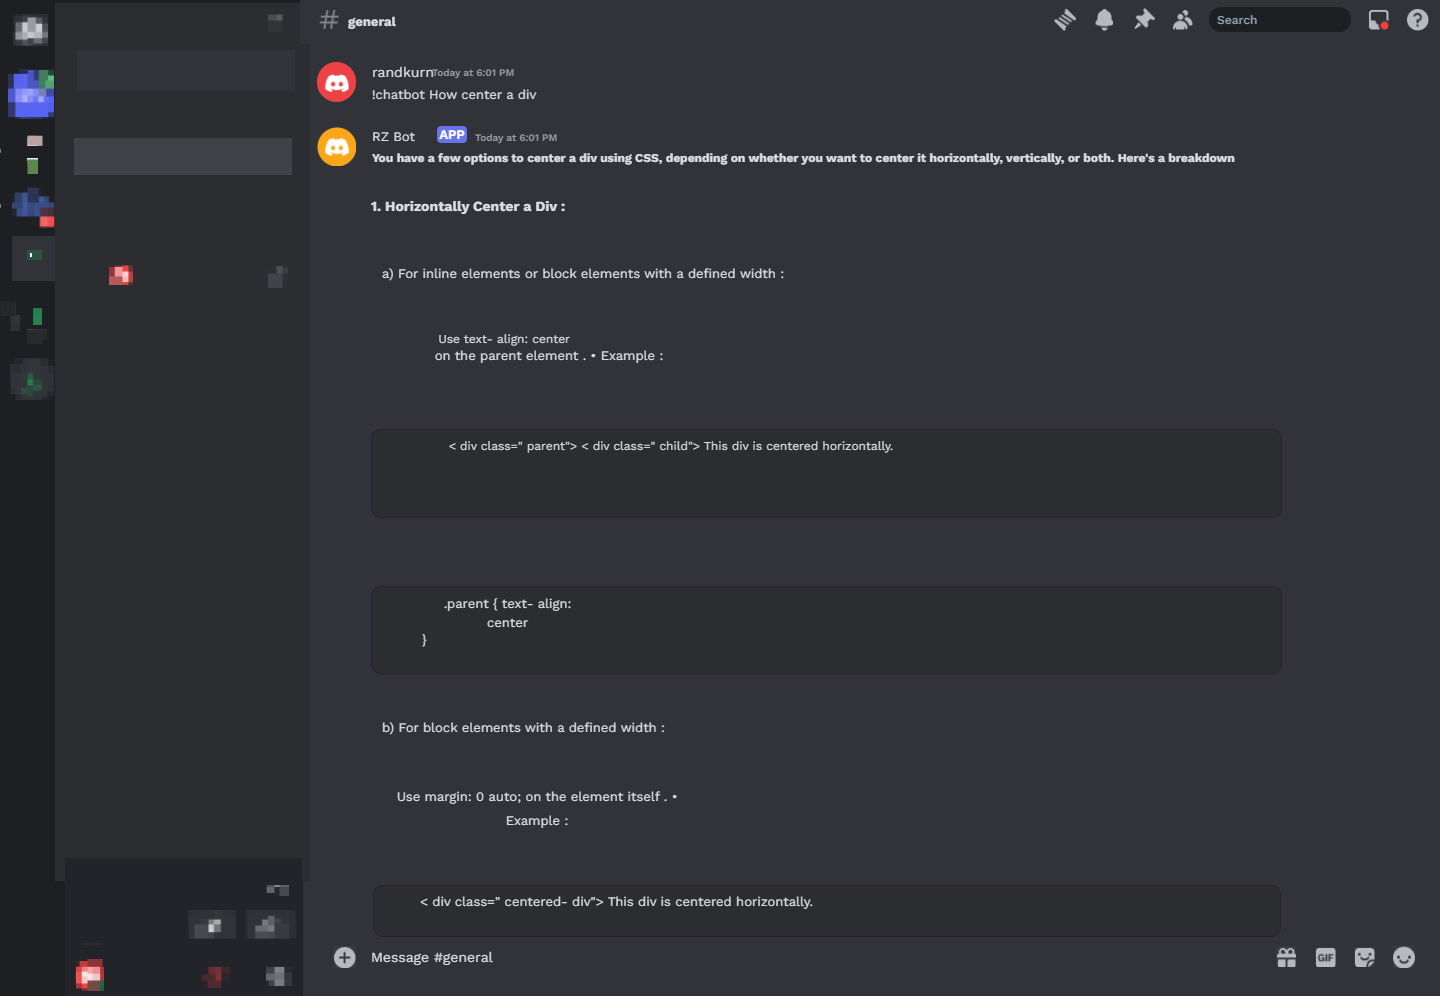 general
Search
randkurn Today at 6:01 PM
!chatbot How center a div
RZ Bot APP Today at 6:01 PM
You have a few options to center a div using CSS, depending on whether you want to center it horizontally, vertically, or both. Here's a breakdown
1. Horizontally Center a Div :
a) For inline elements or block elements with a defined width :
Use text- align: center
on the parent element . • Example :
< div class=" parent"> < div class=" child"> This div is centered horizontally.
.parent { text- align:
center
}
b) For block elements with a defined width :
Use margin: 0 auto; on the element itself . •
Example :
< div class=" centered- div"> This div is centered horizontally.
Message #general
GIF